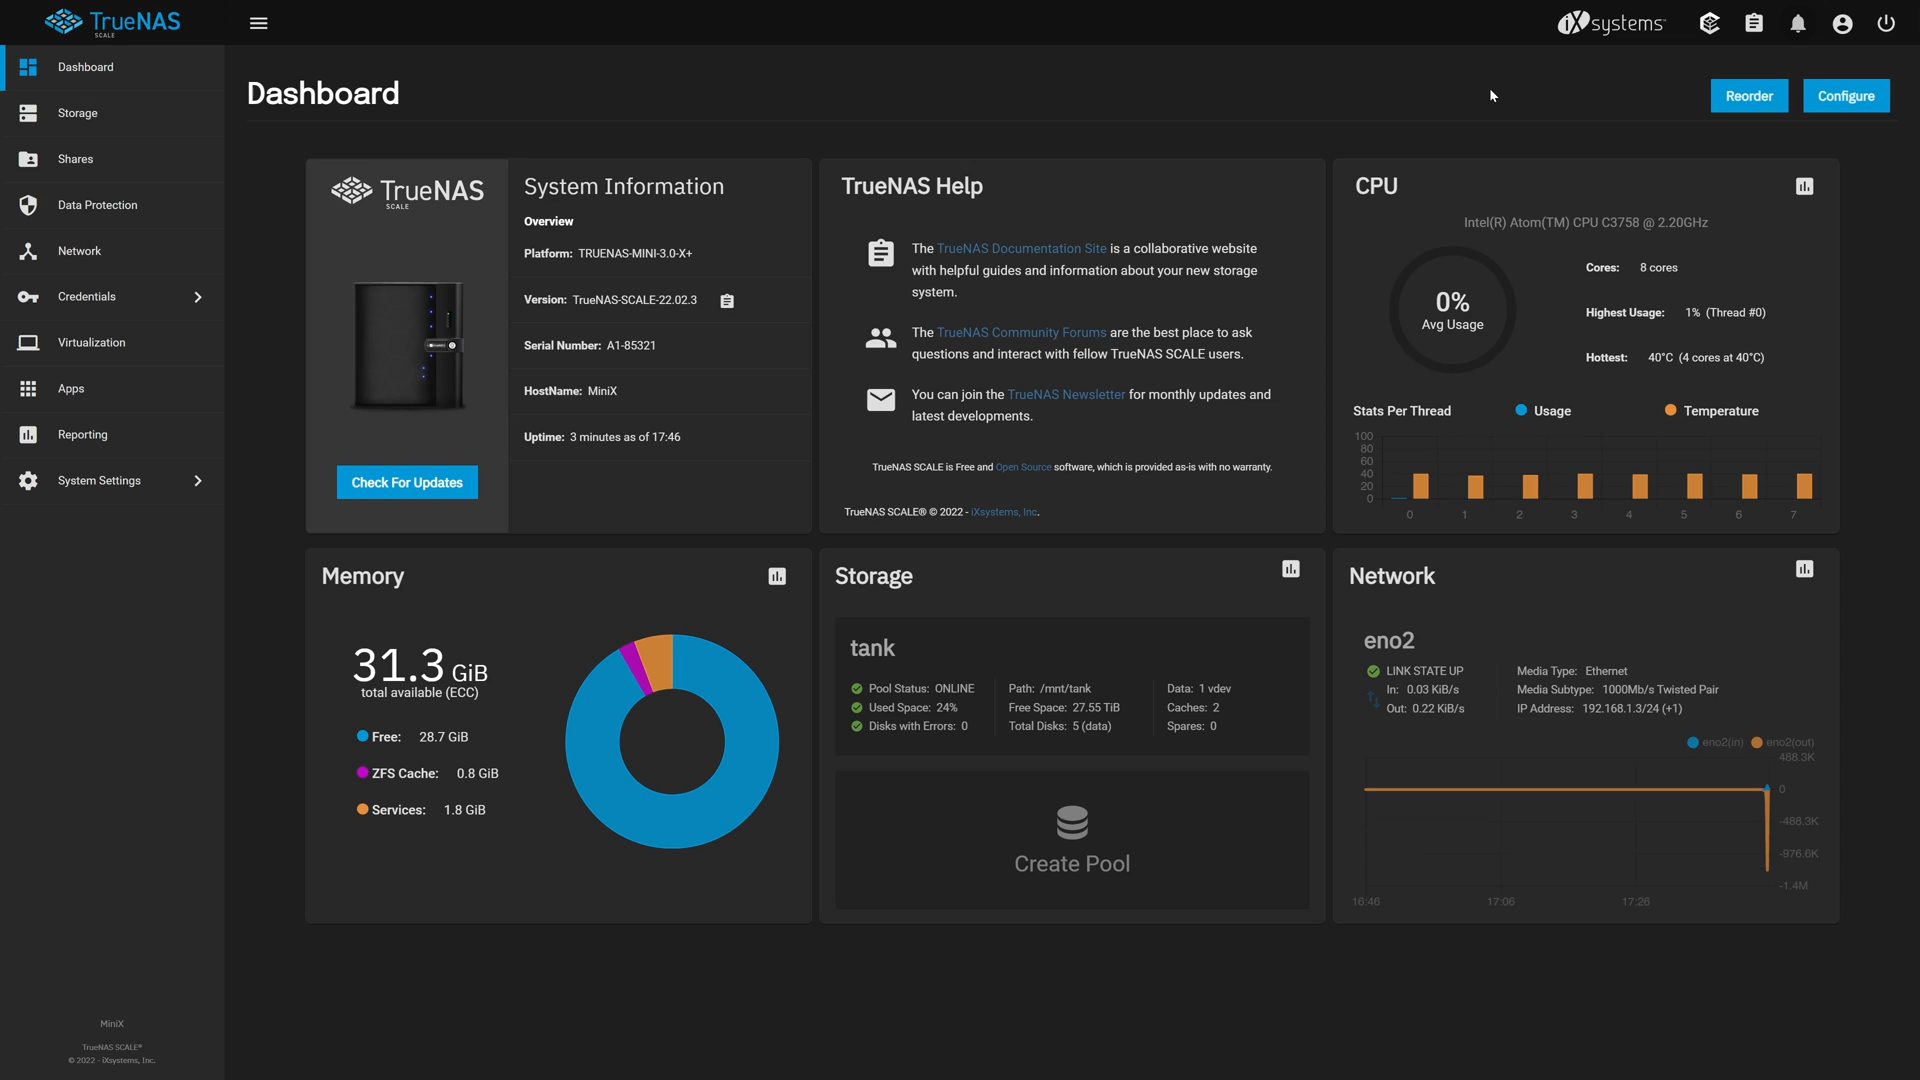 TrueNAS
SCALE
iXsystems
Dashboard
Storage
Shares
Data Protection
Network
Credentials
Virtualization
Apps
Reporting
System Settings
MiniX
TrueNAS SCALE®
© 2022 - iXsystems, Inc.
Dashboard
Reorder
Configure
TrueNAS
SCALE
Check For Updates
System Information
Overview
Platform: TRUENAS-MINI-3.0-X+
Version: TrueNAS-SCALE-22.02.3
Serial Number: A1-85321
HostName: MiniX
Uptime: 3 minutes as of 17:46
TrueNAS Help
The TrueNAS Documentation Site is a collaborative website
with helpful guides and information about your new storage
system.
The TrueNAS Community Forums are the best place to ask
questions and interact with fellow TrueNAS SCALE users.
You can join the TrueNAS Newsletter for monthly updates and
latest developments.
TrueNAS SCALE is Free and Open Source software, which is provided as-is with no warranty.
TrueNAS SCALE® © 2022 - iXsystems, Inc.
CPU
Intel(R) Atom(TM) CPU C3758 @ 2.20GHz
0%
Avg Usage
Cores: 8 cores
Highest Usage: 1% (Thread #0)
Hottest: 40°C (4 cores at 40°C)
Stats Per Thread
Usage
Temperature
100
80
60
40
20
0
0 1 2 3 4 5 6 7
Memory
31.3 GiB
total available (ECC)
Free: 28.7 GiB
ZFS Cache: 0.8 GiB
Services: 1.8 GiB
Storage
tank
Pool Status: ONLINE
Used Space: 24%
Disks with Errors: 0
Path: /mnt/tank
Free Space: 27.55 TiB
Total Disks: 5 (data)
Data: 1 vdev
Caches: 2
Spares: 0
Create Pool
Network
eno2
LINK STATE UP
In: 0.03 KiB/s
Out: 0.22 KiB/s
Media Type: Ethernet
Media Subtype: 1000Mb/s Twisted Pair
IP Address: 192.168.1.3/24 (+1)
eno2(in) eno2(out)
488.3K
0
-488.3K
-976.6K
-1.4M
16:46 17:06 17:26